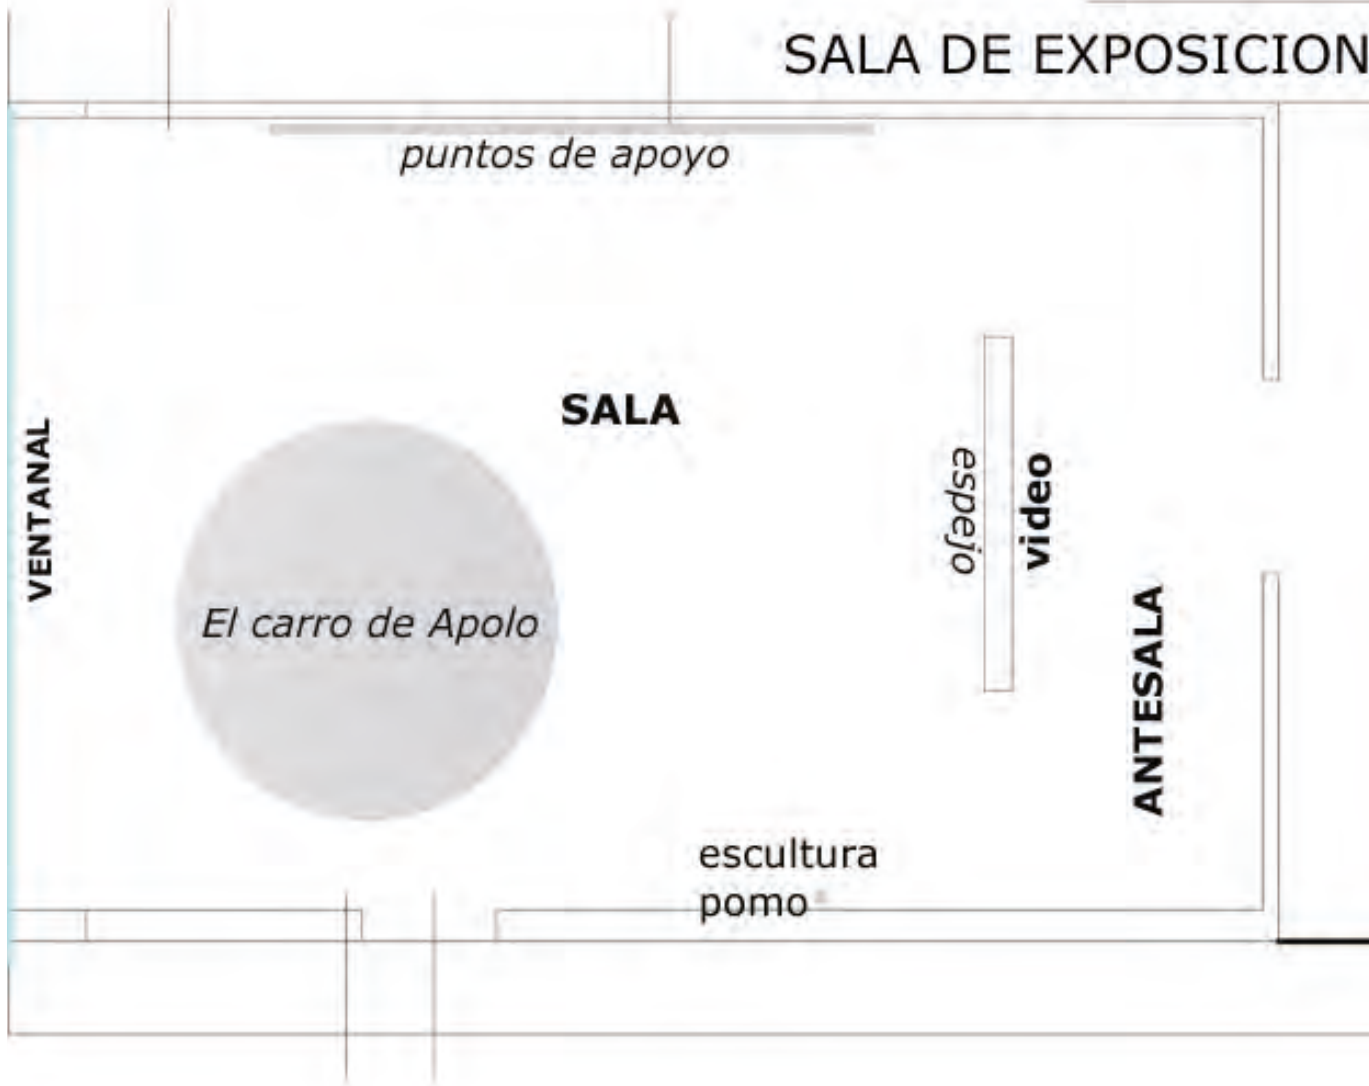 SALA DE EXPOSICION
puntos de apoyo
SALA
VENTANAL
espejo
video
El carro de Apolo
ANTESALA
escultura
pomo